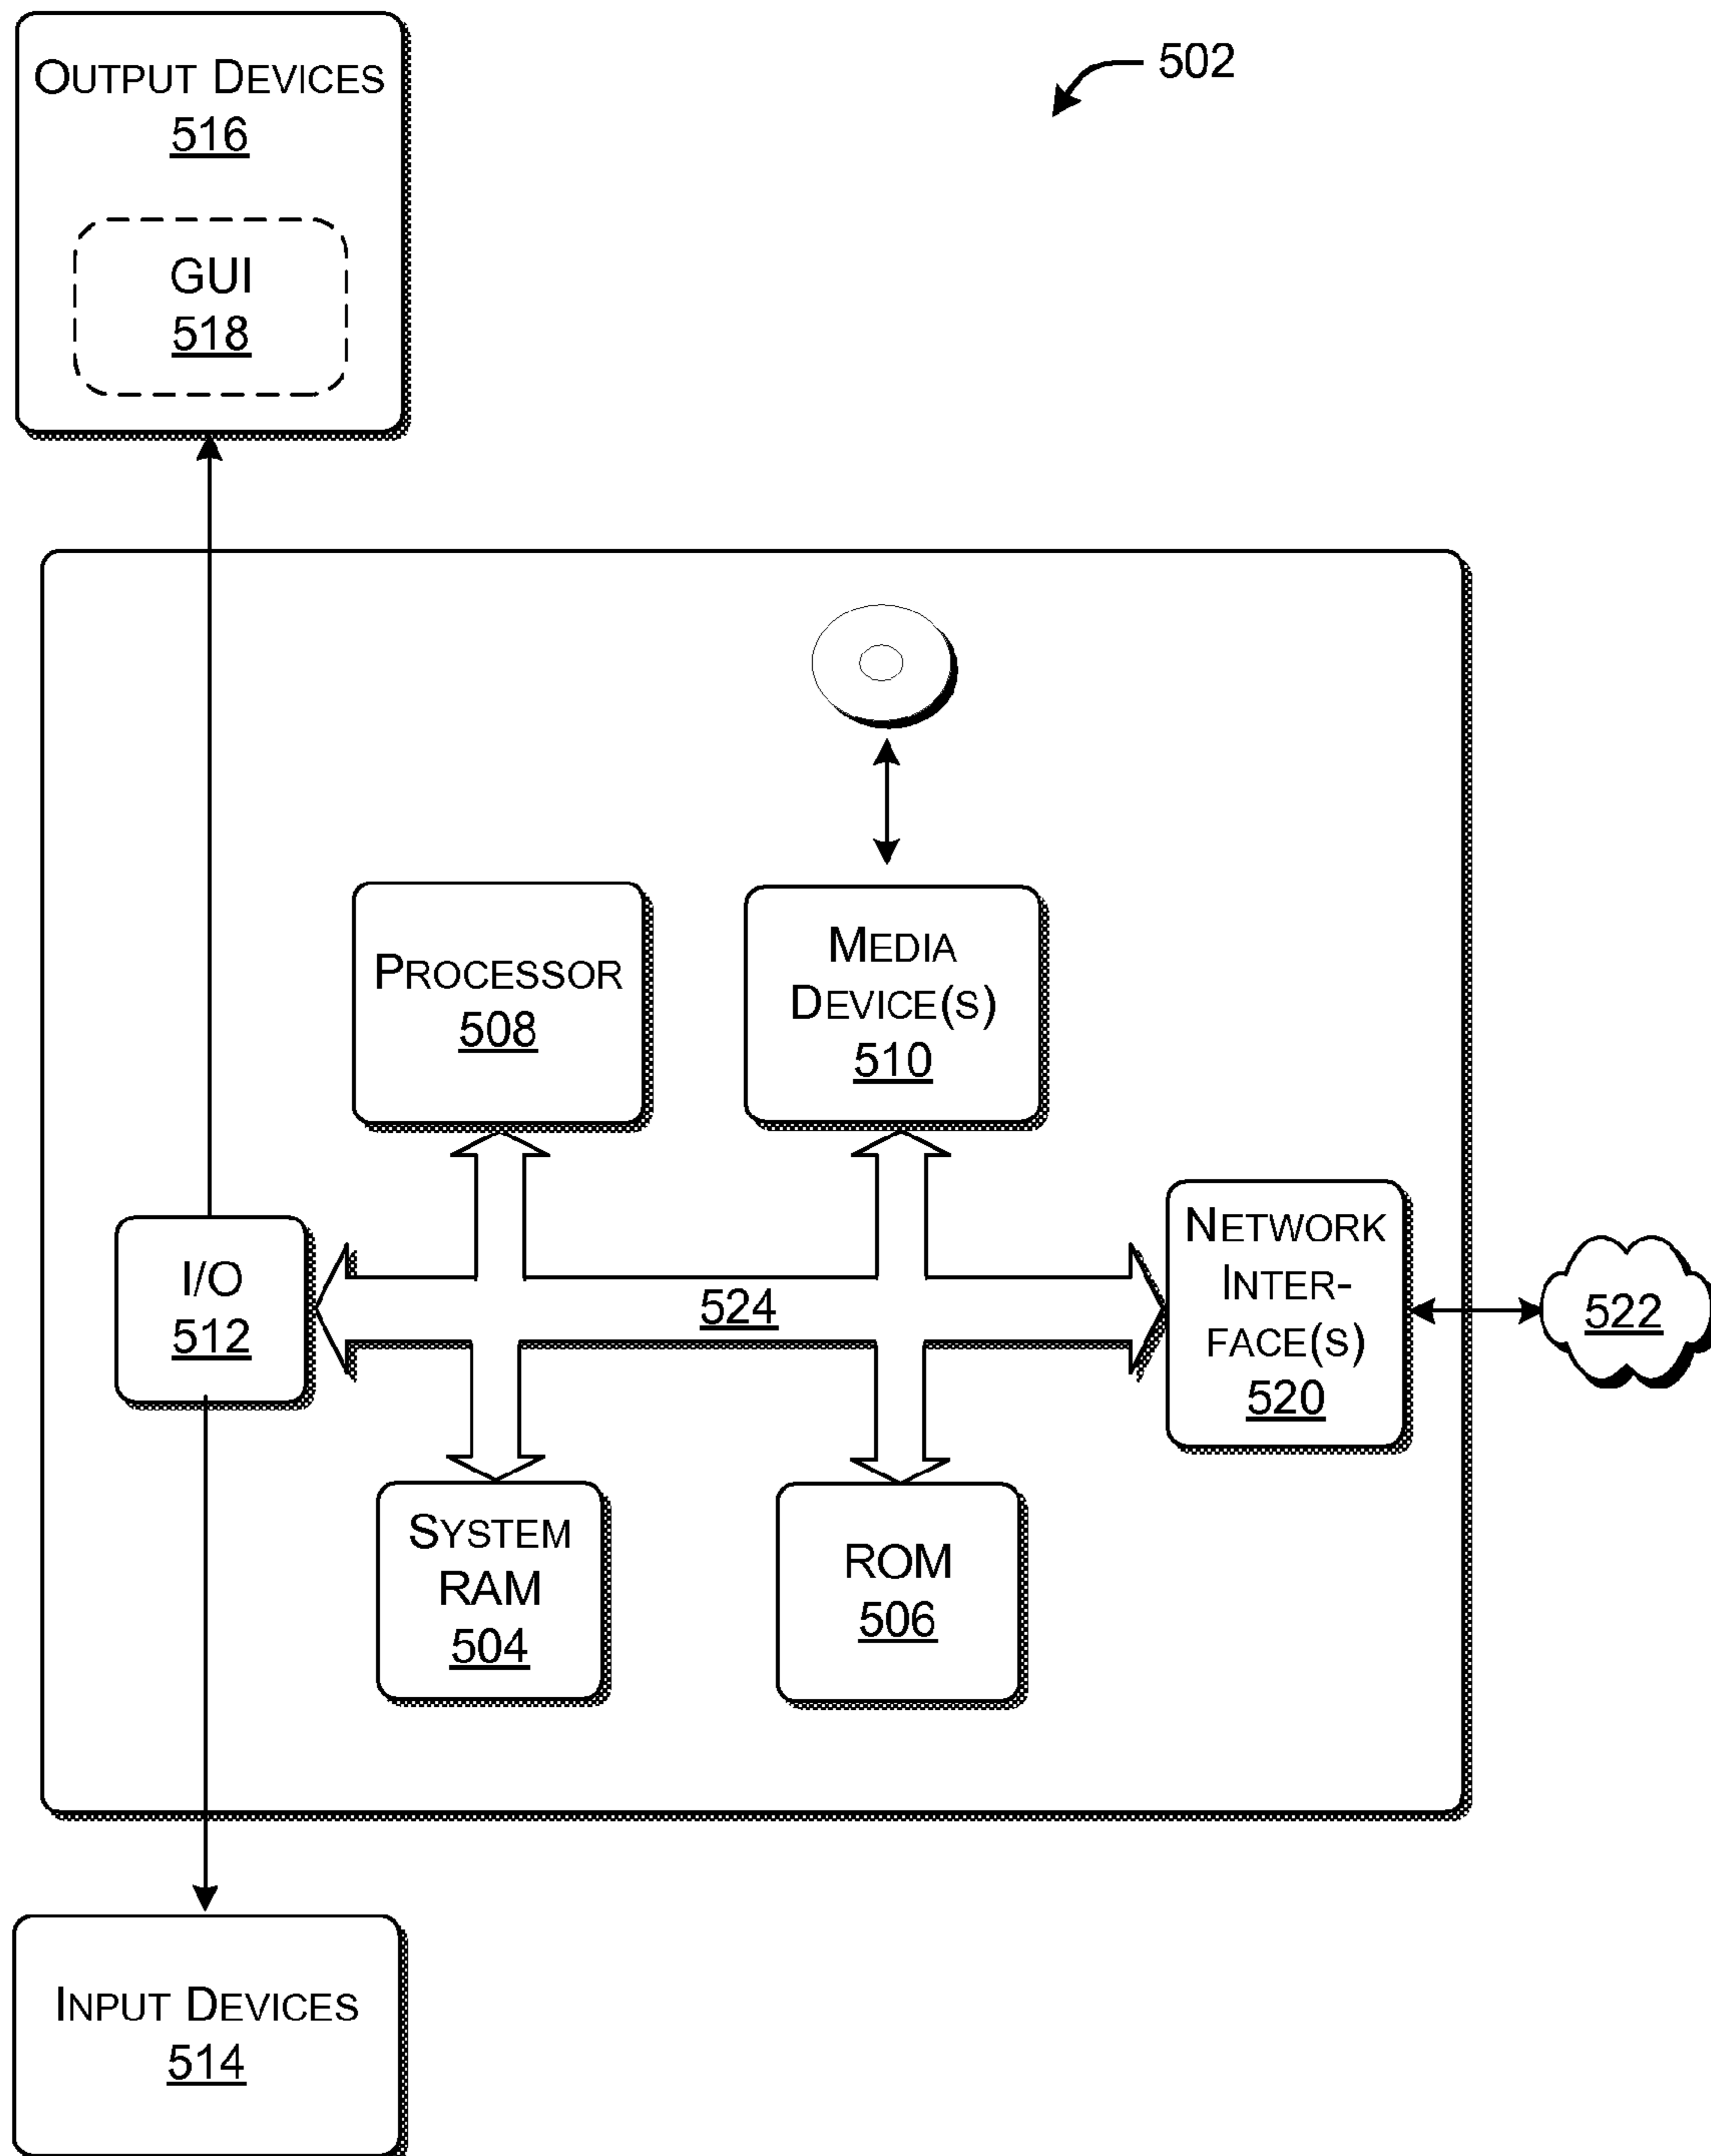 OUTPUT DEVICES
516
GUI
518
502
PROCESSOR
508
MEDIA
DEVICE(S)
510
I/O
512
524
NETWORK
INTER-
FACE(S)
520
522
SYSTEM
RAM
504
ROM
506
INPUT DEVICES
514